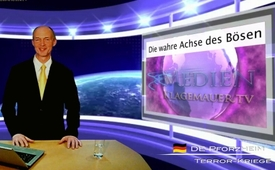 Die wahre Achse des Bösen
MEDIEN
KLAGEMAUER.TV
DE PFORZHEIM
TERROR-KRIEGE